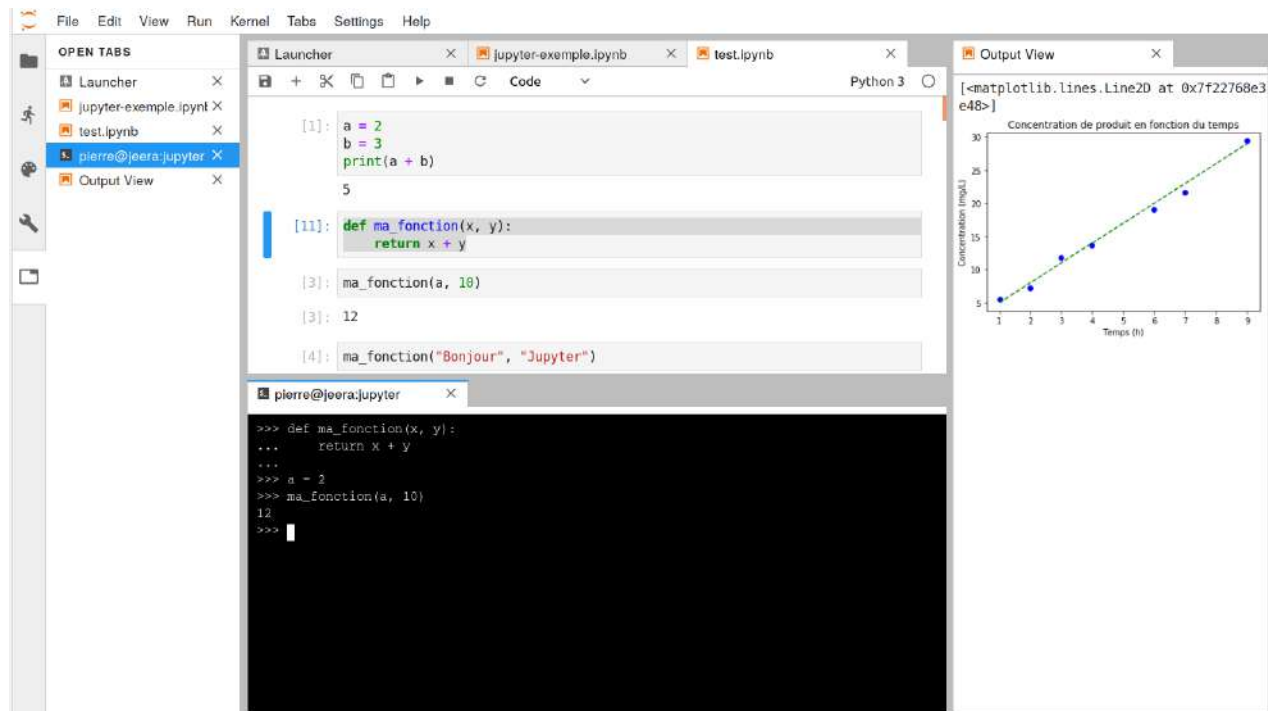 File Edit View Run Kernel Tabs Settings Help
OPEN TABS
Launcher
jupyter-exemple.ipynb
test.ipynb
pierre@jeera:jupyter
Output View
Launcher
jupyter-exemple.ipynb
test.ipynb
Code
Python 3
[1]: a = 2
b = 3
print(a + b)
5
[11]: def ma_fonction(x, y):
return x + y
[3]: ma_fonction(a, 10)
[3]: 12
[4]: ma_fonction("Bonjour", "Jupyter")
pierre@jeera:jupyter
>>> def ma_fonction(x, y):
...     return x + y
...
>>> a = 2
>>> ma_fonction(a, 10)
12
>>>
Output View
[<matplotlib.lines.Line2D at 0x7f22768e3
e48>]
Concentration de produit en fonction du temps
Concentration (mg/L)
30
25
20
15
10
5
1 2 3 4 5 6 7 8 9
Temps (h)